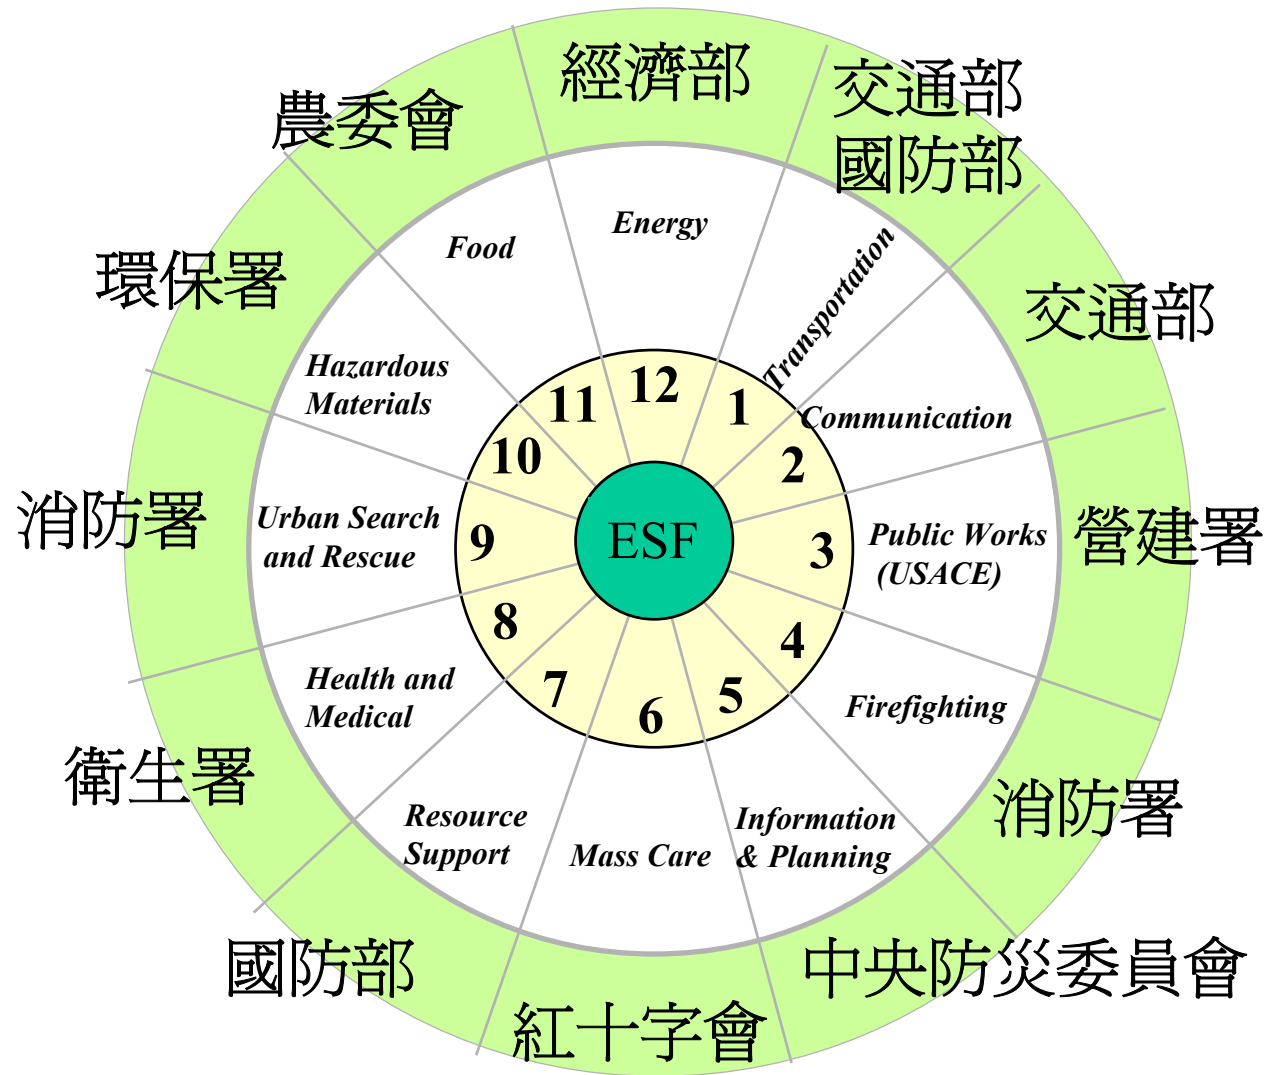 經濟部
交通部
國防部
農委會
Energy
Food
Transportation
環保署
交通部
Hazardous
Materials
12
11
1
Communication
10
2
消防署
Urban Search
and Rescue
9
ESF
3
Public Works
(USACE)
營建署
8
4
Health and
Medical
7
6
5
Firefighting
衛生署
消防署
Resource
Support
Mass Care
Information
& Planning
國防部
中央防災委員會
紅十字會